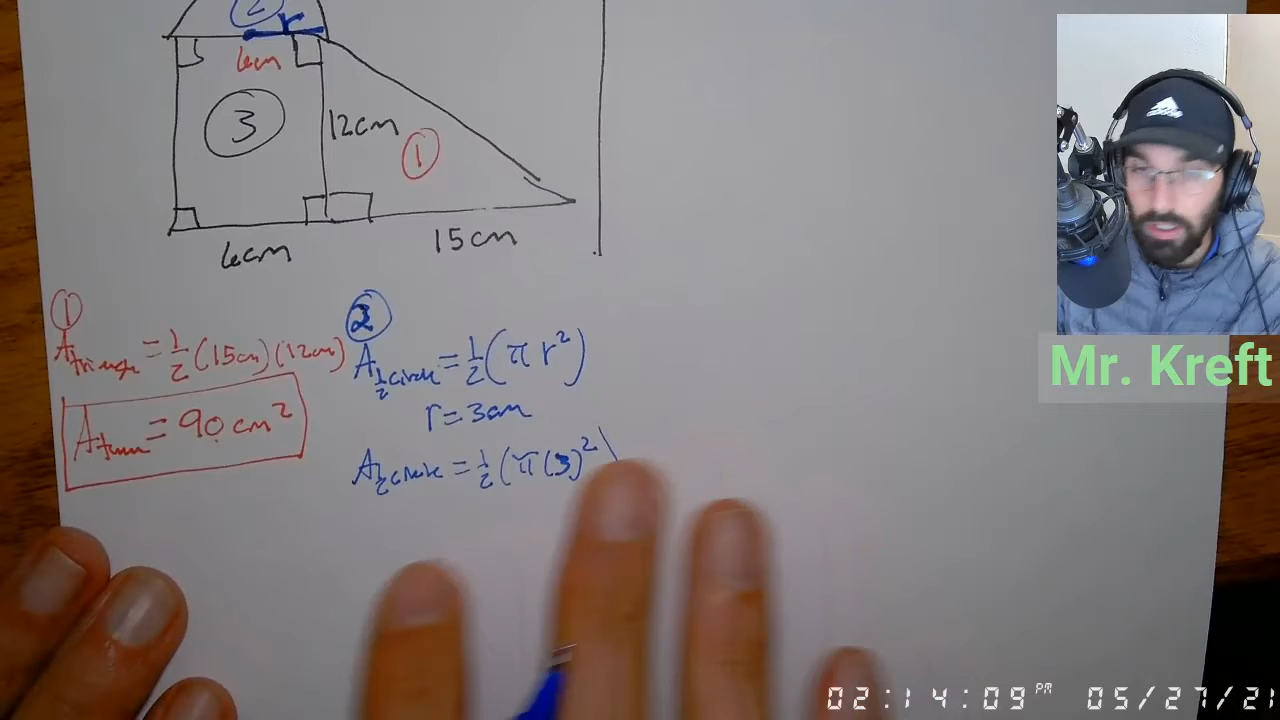 2
r
6cm
3
12cm
1
6cm
15cm
1
A triangle = 1/2 (15cm)(12cm)
A trian = 90 cm²
2
A 1/2 circle = 1/2 (π r²)
r = 3cm
A 1/2 circle = 1/2 (π(3)²)
Mr. Kreft
02:14:09 PM 05/27/21